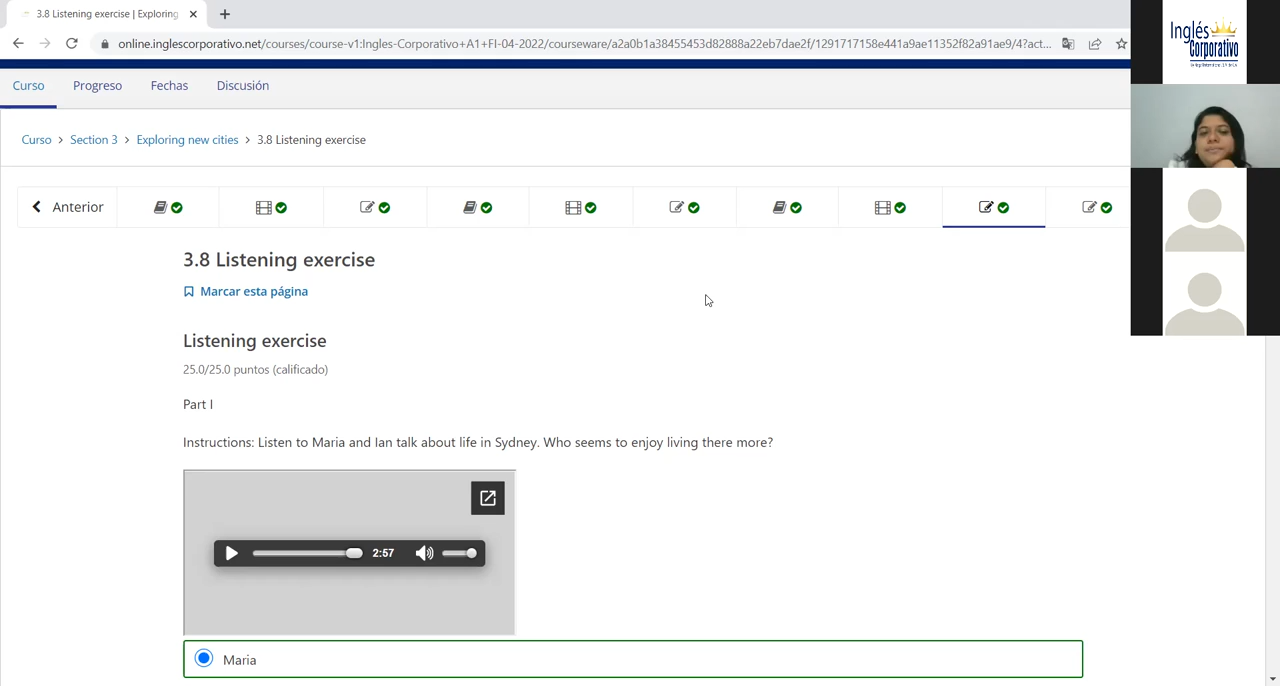 3.8 Listening exercise | Exploring
online.inglescorporativo.net/courses/course-v1:Ingles-Corporativo+A1+FI-04-2022/courseware/a2a0b1a38455453d82888a22eb7dae2f/1291717158e441a9ae11352f82a91ae9/4?act...
Inglés
Corporativo
Curso Progreso Fechas Discusión
Curso > Section 3 > Exploring new cities > 3.8 Listening exercise
Anterior
3.8 Listening exercise
Marcar esta página
Listening exercise
25.0/25.0 puntos (calificado)
Part I
Instructions: Listen to Maria and Ian talk about life in Sydney. Who seems to enjoy living there more?
2:57
Maria